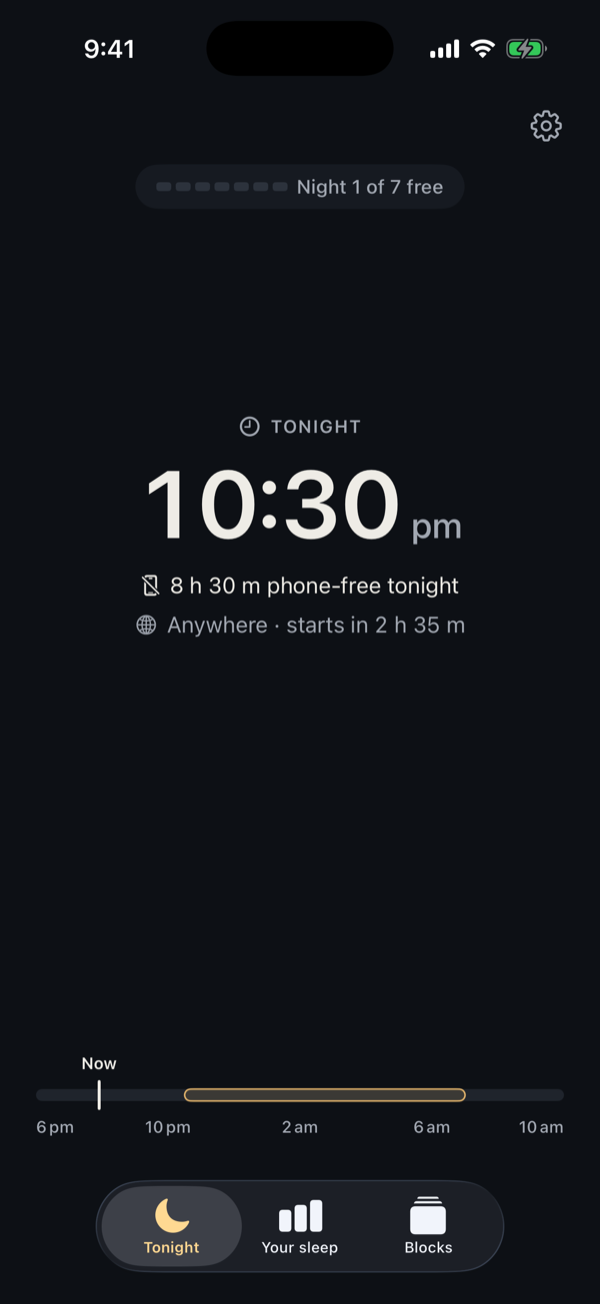 9:41
Night 1 of 7 free
TONIGHT
10:30 pm
8 h 30 m phone-free tonight
Anywhere · starts in 2 h 35 m
Now
6 pm 10 pm 2 am 6 am 10 am
Tonight Your sleep Blocks